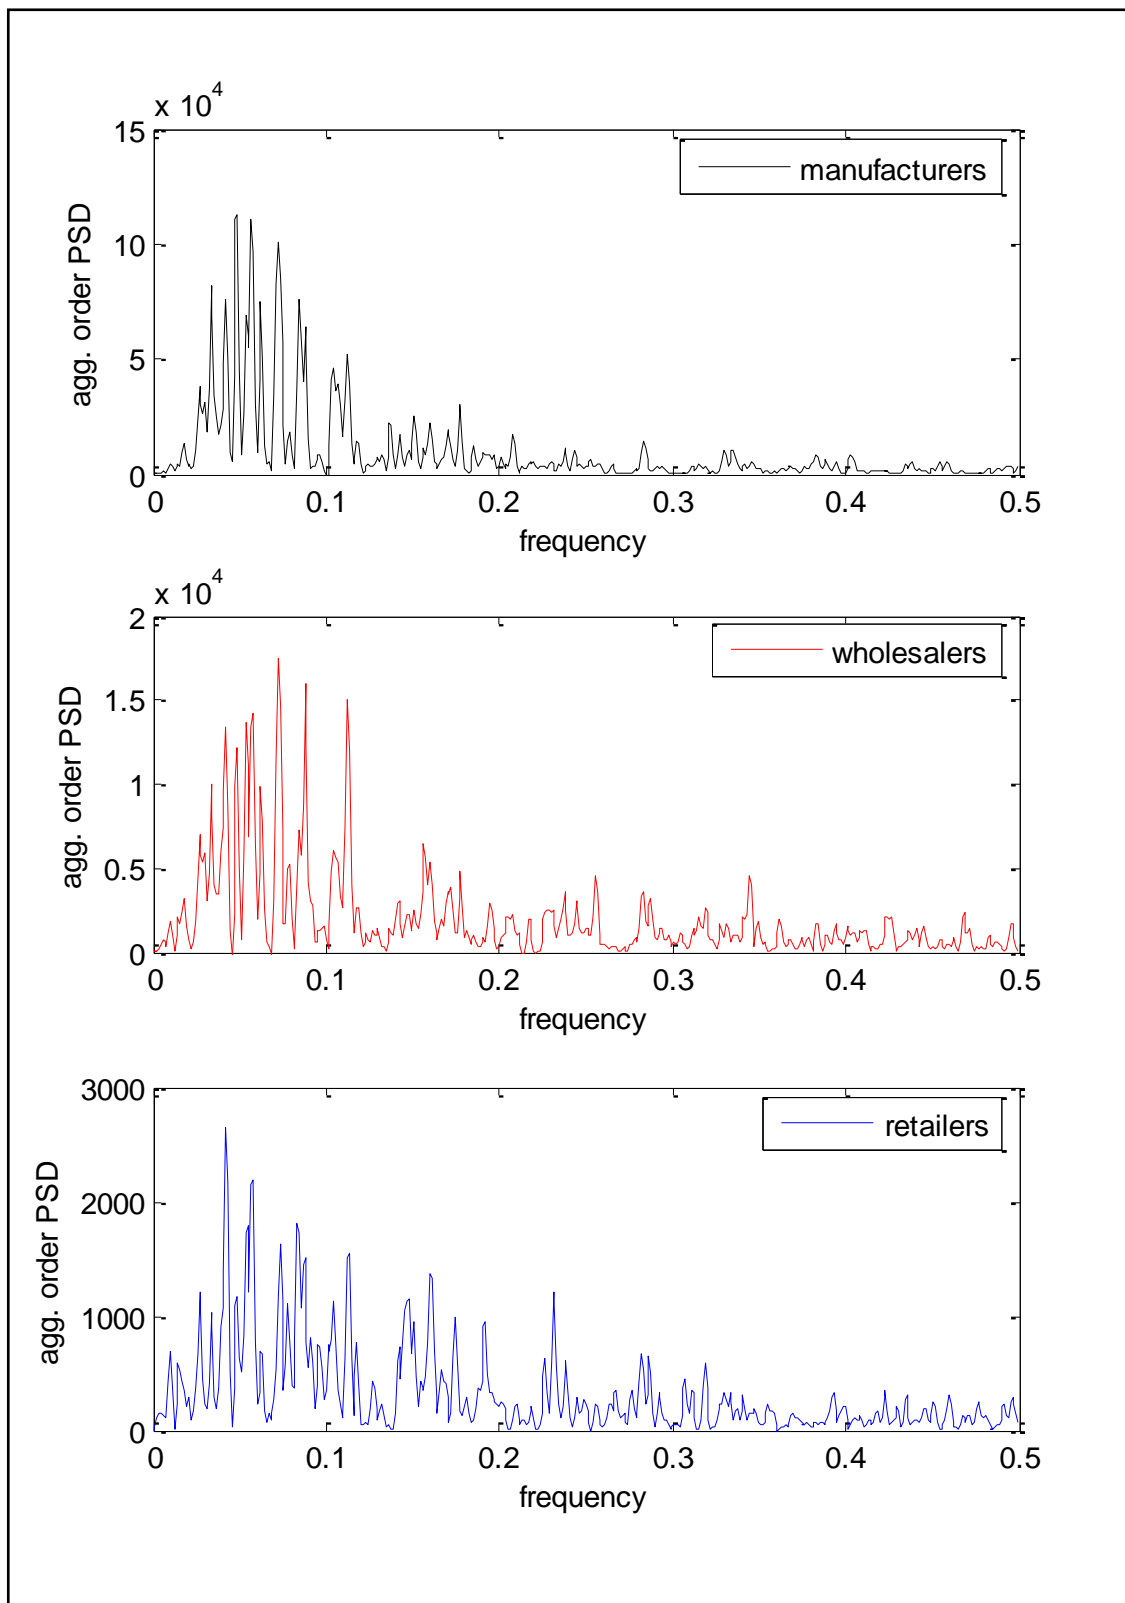 x 10^4
15
10
5
0
0 0.1 0.2 0.3 0.4 0.5
agg. order PSD
manufacturers
frequency
x 10^4
2
1.5
1
0.5
0
0 0.1 0.2 0.3 0.4 0.5
agg. order PSD
wholesalers
frequency
3000
2000
1000
0
0 0.1 0.2 0.3 0.4 0.5
agg. order PSD
retailers
frequency